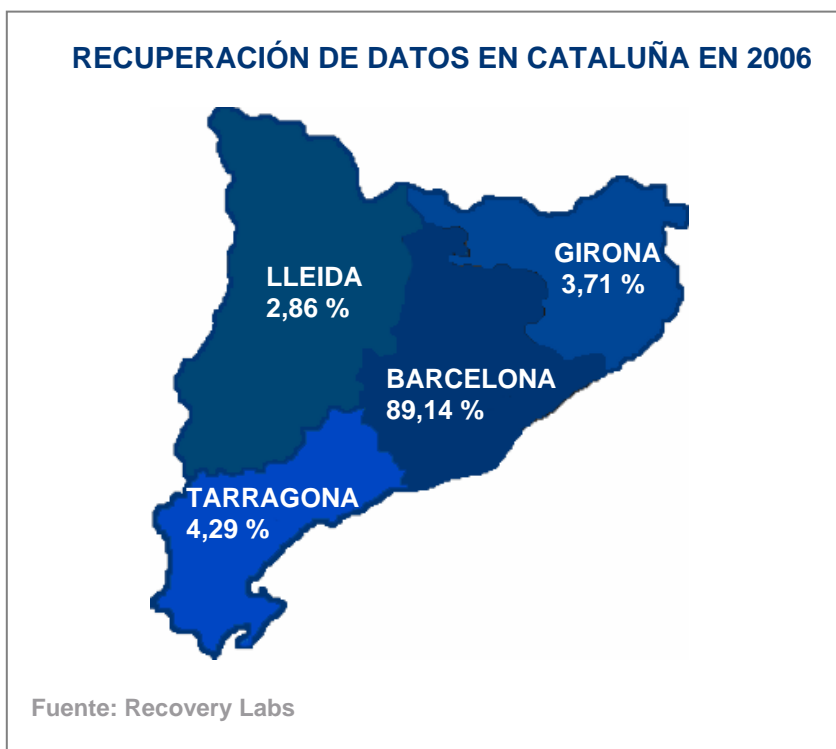 RECUPERACIÓN DE DATOS EN CATALUÑA EN 2006
GIRONA
3,71 %
LLEIDA
2,86 %
BARCELONA
89,14 %
TARRAGONA
4,29 %
Fuente: Recovery Labs